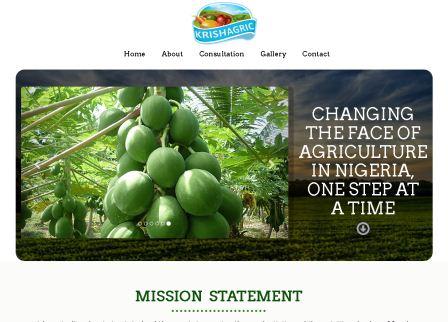 KRISHAGRIC
Home About Consultation Gallery Contact
CHANGING
THE FACE OF
AGRICULTURE
IN NIGERIA,
ONE STEP AT
A TIME
MISSION STATEMENT